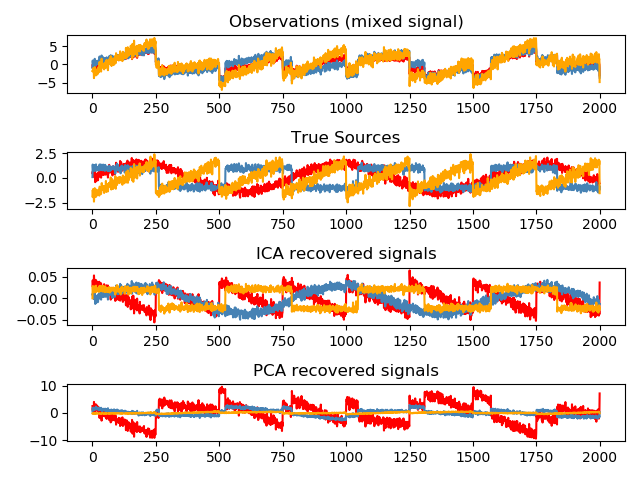 Observations (mixed signal)
5
0
−5
0 250 500 750 1000 1250 1500 1750 2000
True Sources
2.5
0.0
−2.5
0 250 500 750 1000 1250 1500 1750 2000
ICA recovered signals
0.05
0.00
−0.05
0 250 500 750 1000 1250 1500 1750 2000
PCA recovered signals
10
0
−10
0 250 500 750 1000 1250 1500 1750 2000